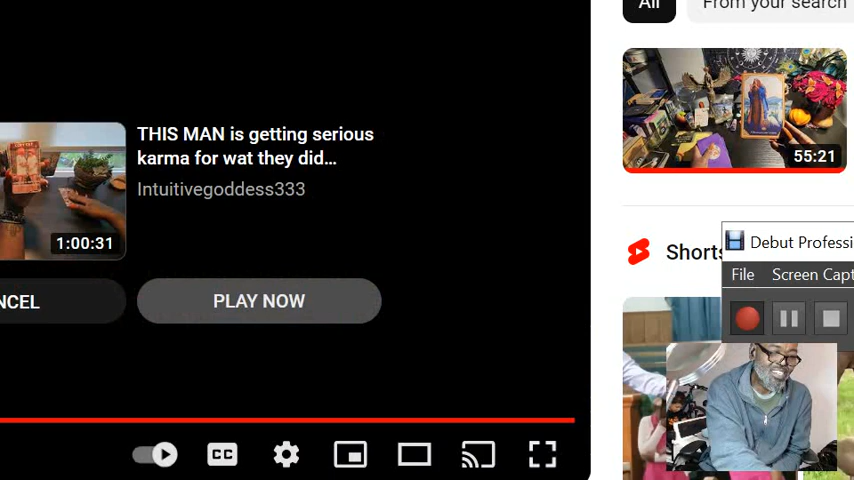 All
From your search
THIS MAN is getting serious
karma for wat they did...
Intuitivegoddess333
1:00:31
55:21
NCEL
PLAY NOW
Shorts
Debut Professi
File
Screen Capt
CC